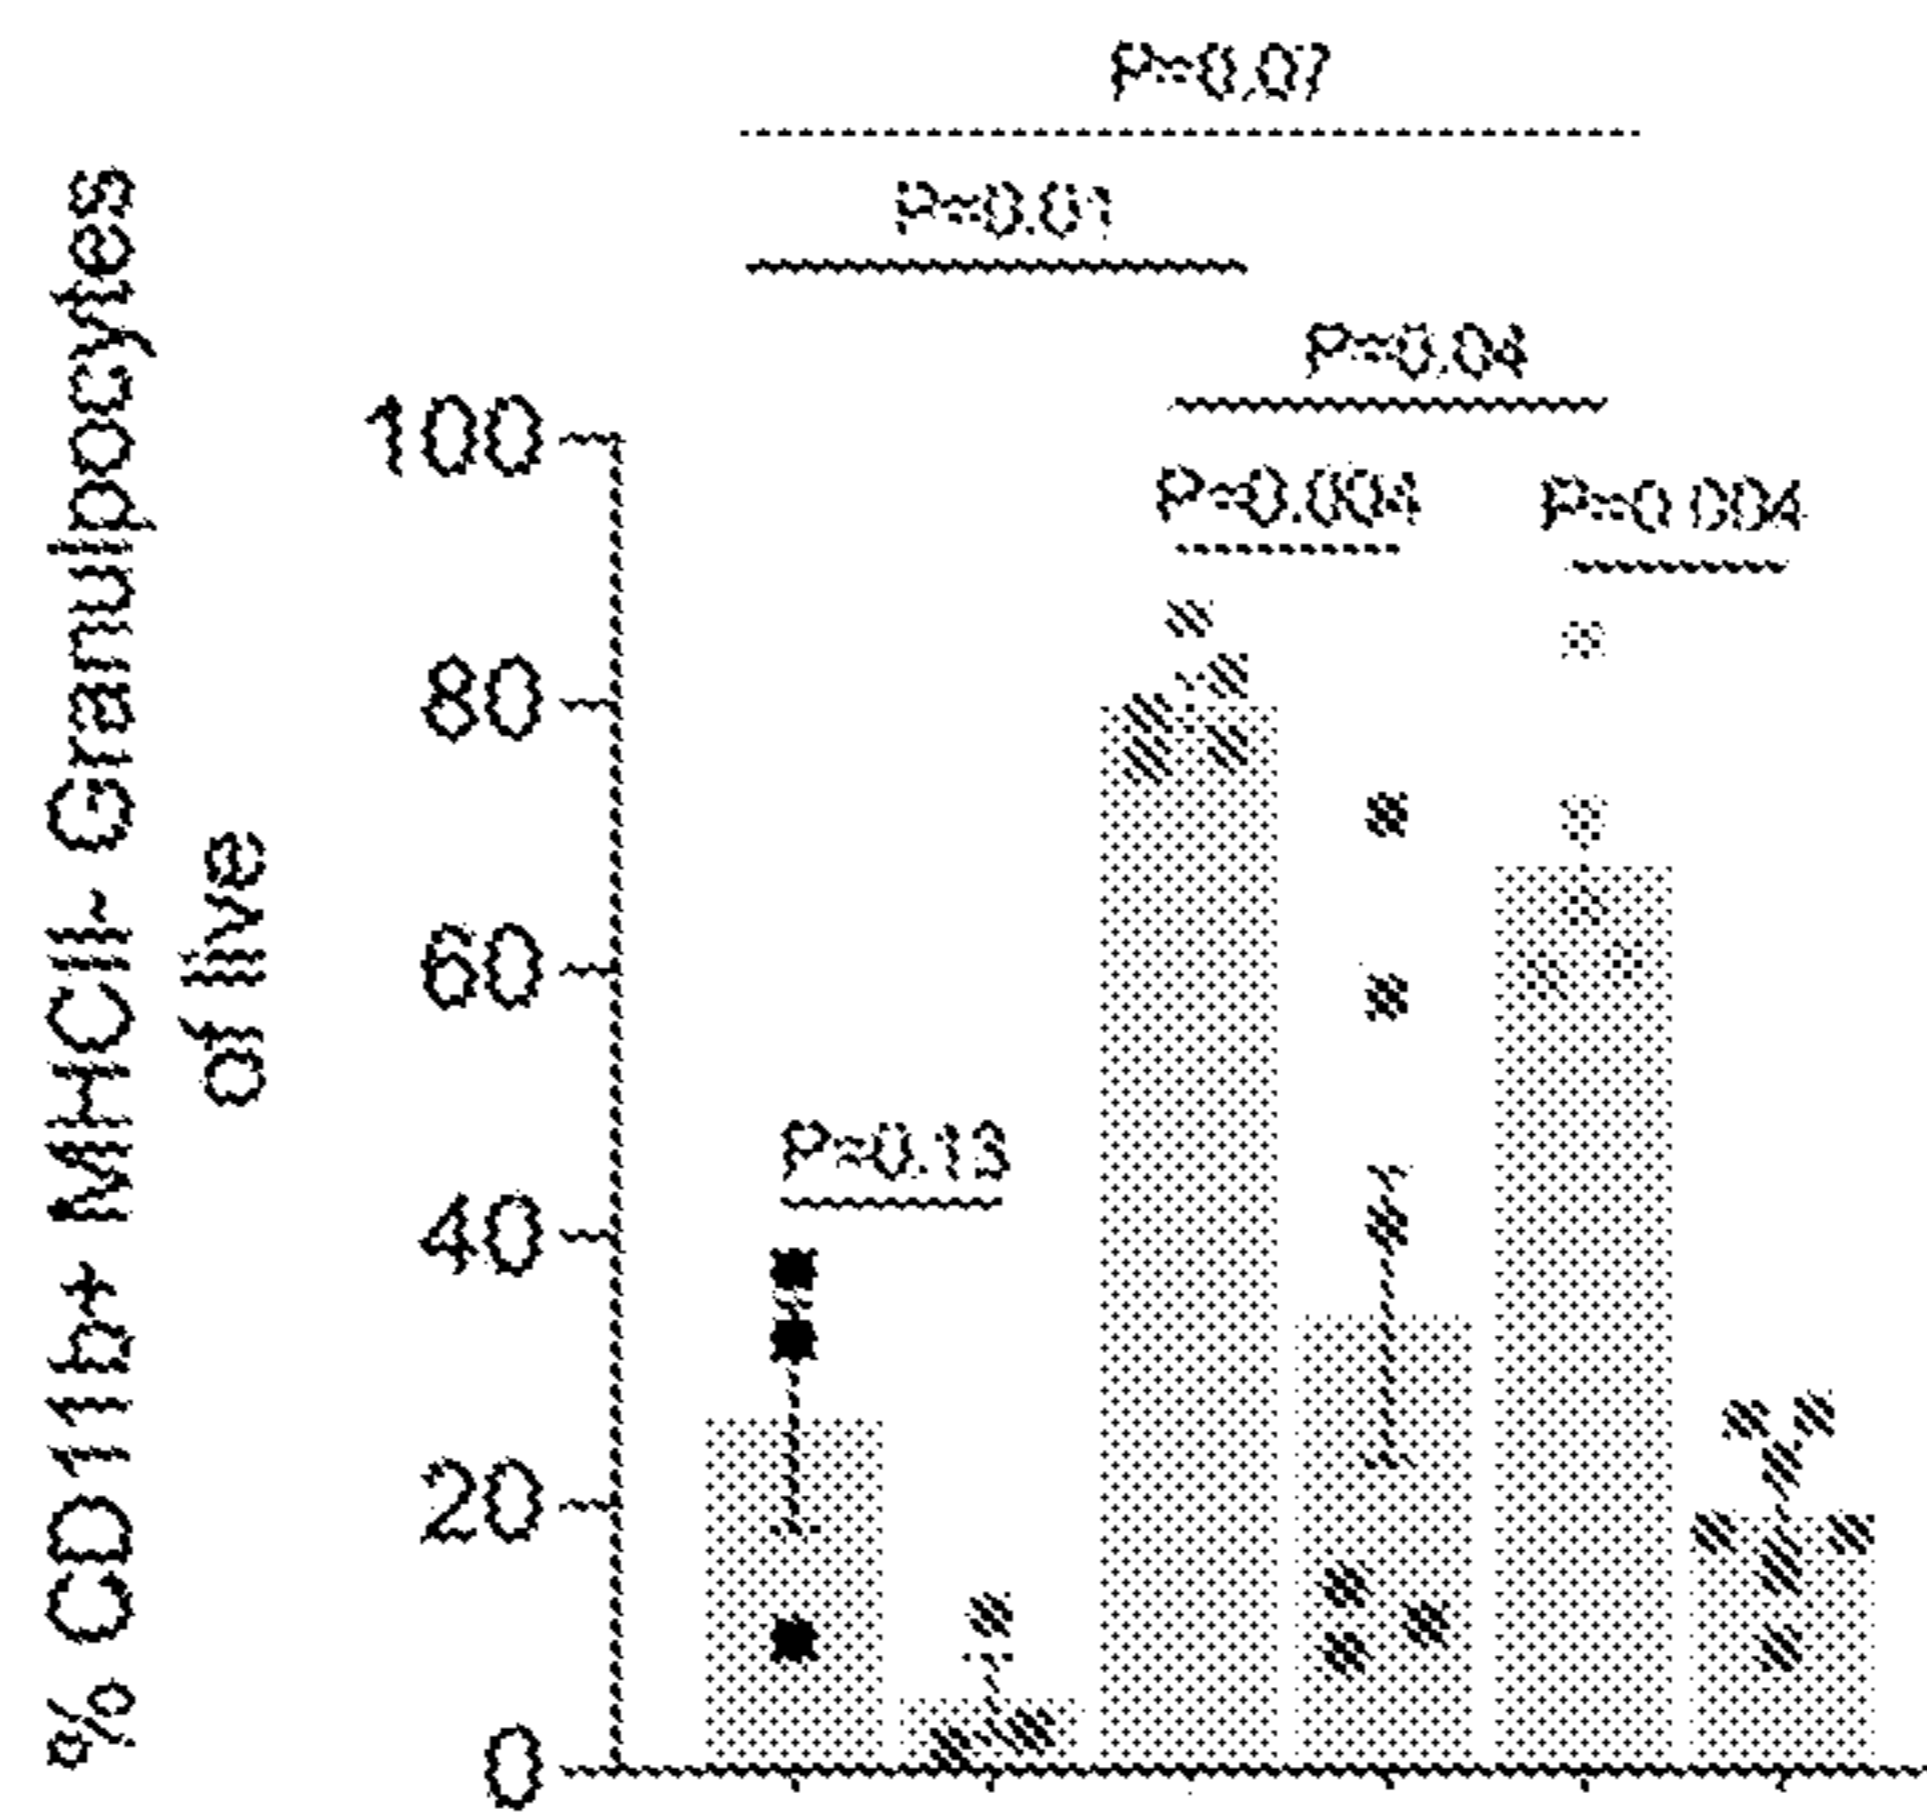 P=0.07
P=0.01
P=0.04
P=0.004
P=0.004
P=0.13
% CD11b+ MHCII- Granulpocytes
of live
100
80
60
40
20
0